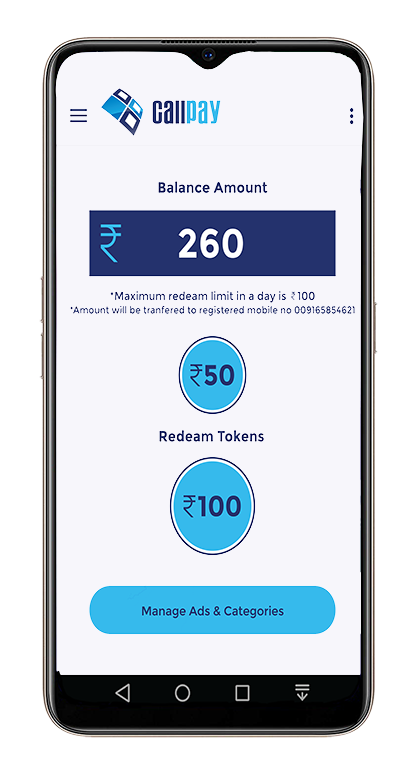 callpay
Balance Amount
₹ 260
*Maximum redeam limit in a day is ₹100
*Amount will be tranfered to registered mobile no 009165854621
₹50
Redeam Tokens
₹100
Manage Ads & Categories